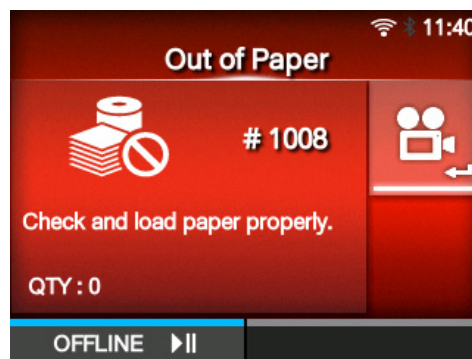 11:40
Out of Paper
# 1008
Check and load paper properly.
QTY : 0
OFFLINE